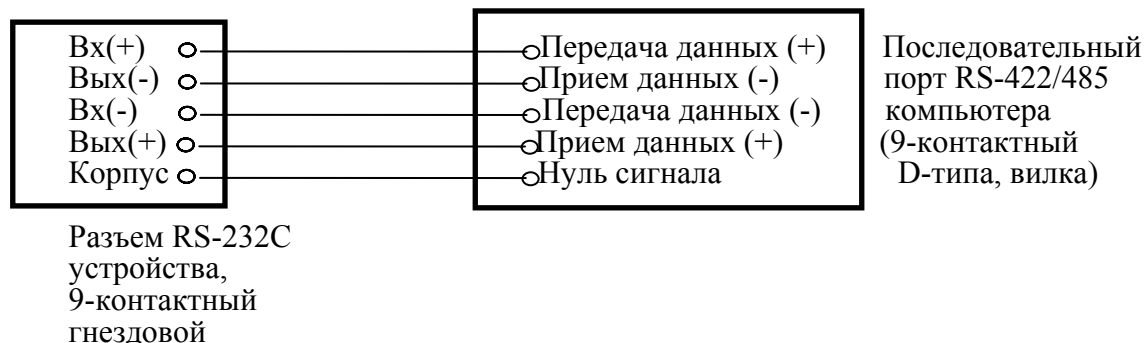 Вх(+)
Вых(-)
Вх(-)
Вых(+)
Корпус
Передача данных (+)
Прием данных (-)
Передача данных (-)
Прием данных (+)
Нуль сигнала
Последовательный
порт RS-422/485
компьютера
(9-контактный
D-типа, вилка)
Разъем RS-232C
устройства,
9-контактный
гнездовой